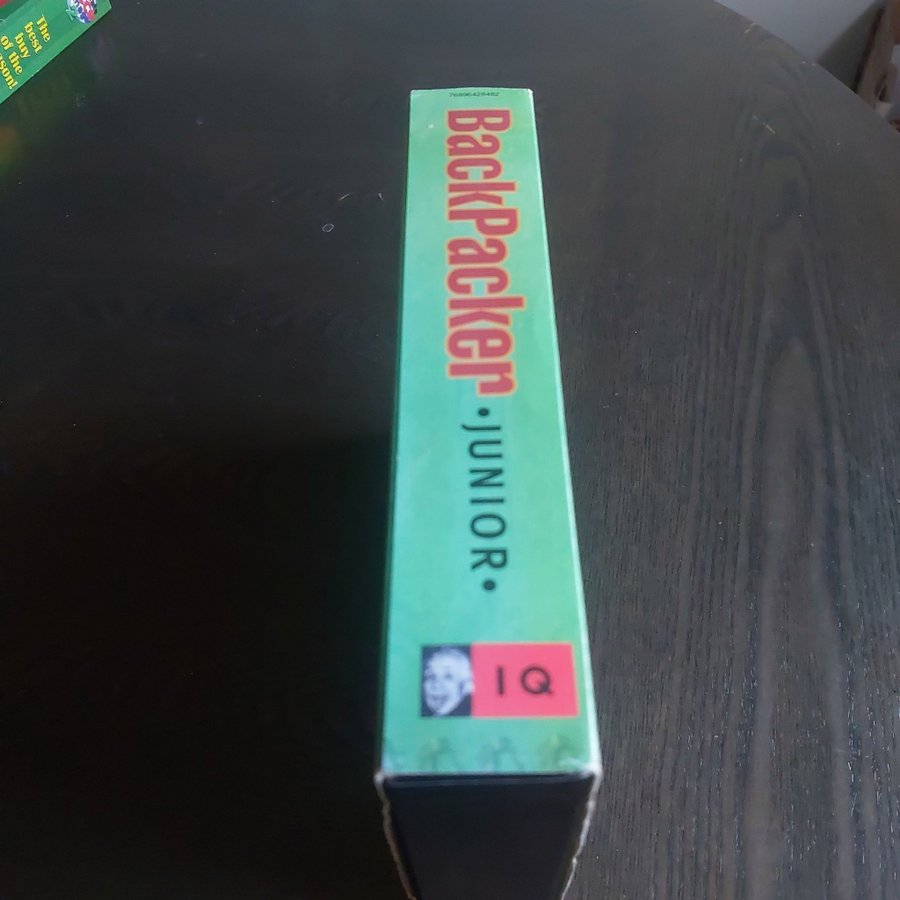 The
best
buy
of the
BackPacker
•JUNIOR•
IQ